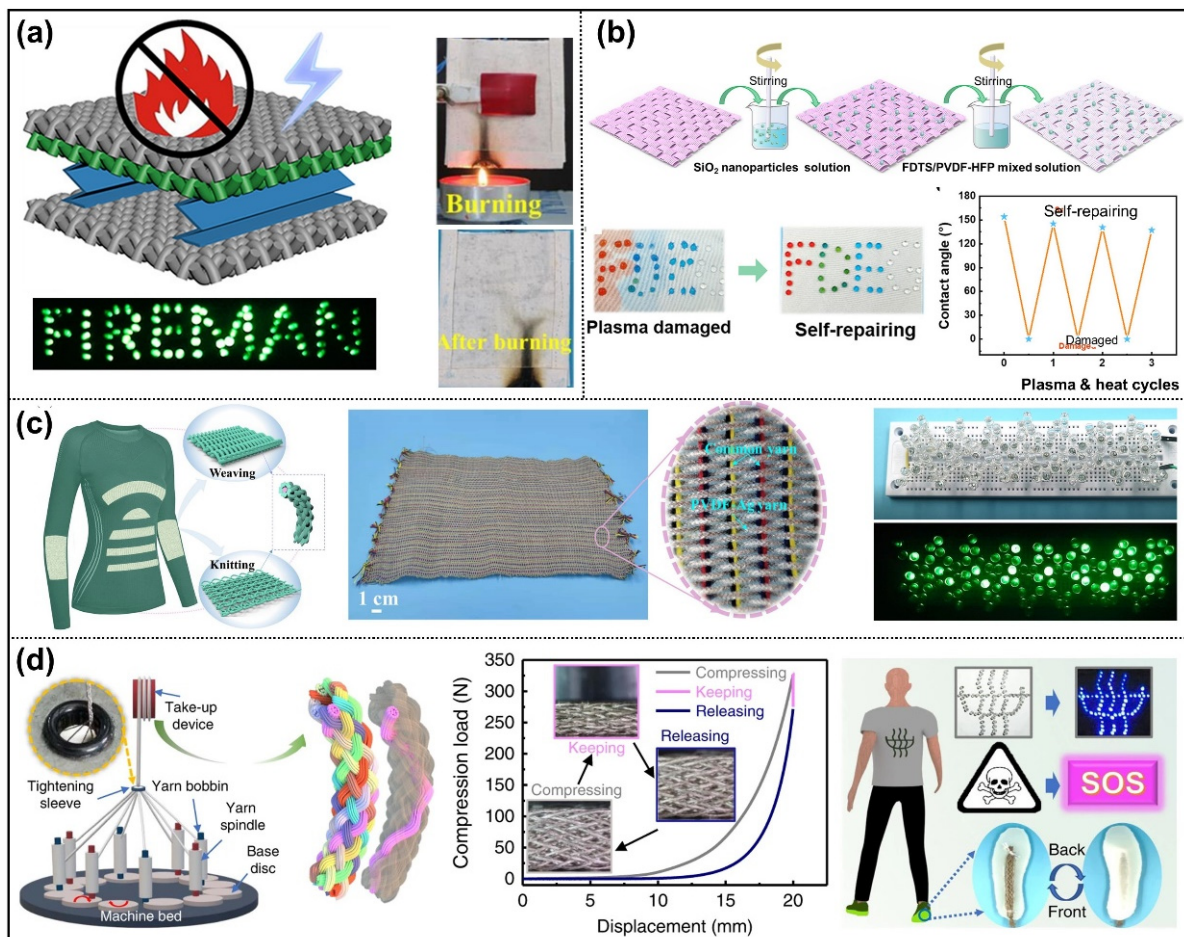 (a)
Burning
After burning
FIREMAN
(b)
Stirring
Stirring
SiO₂ nanoparticles solution
FDTS/PVDF-HFP mixed solution
Plasma damaged
Self-repairing
Contact angle (°)
180
150
120
90
60
30
0
Self-repairing
Damaged
Damage
0
1
2
3
Plasma & heat cycles
(c)
Weaving
Knitting
1 cm
Common yarn
PVDF Ag yarn
(d)
Take-up
device
Tightening
sleeve
Yarn bobbin
Yarn
spindle
Base
disc
Machine bed
Compression load (N)
350
300
250
200
150
100
50
0
Compressing
Keeping
Releasing
Keeping
Releasing
Compressing
0
5
10
15
20
Displacement (mm)
SOS
Back
Front